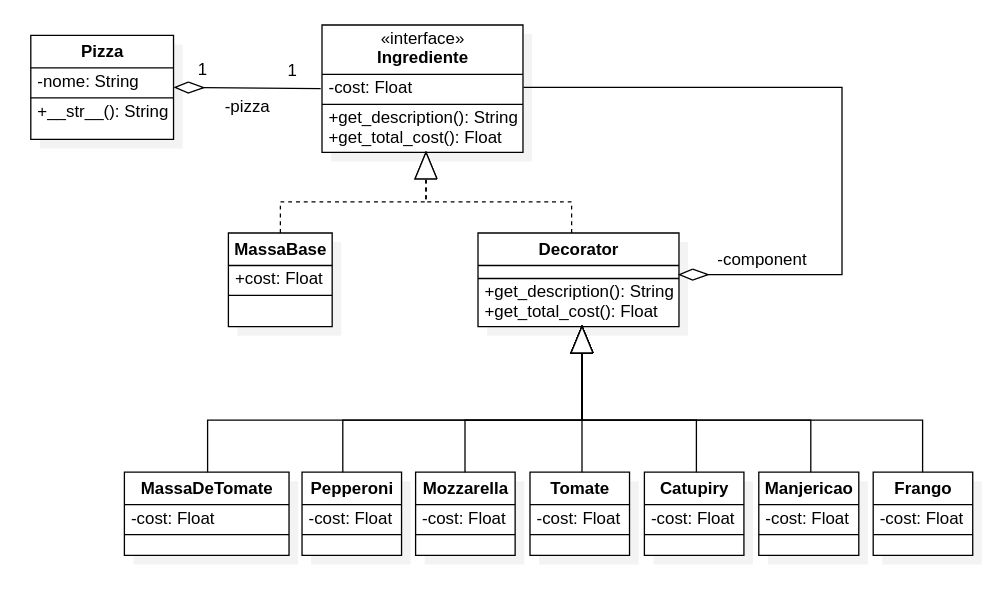 Pizza
-nome: String
+__str__(): String
1
1
-pizza
«interface»
Ingrediente
-cost: Float
+get_description(): String
+get_total_cost(): Float
MassaBase
+cost: Float
Decorator
+get_description(): String
+get_total_cost(): Float
-component
MassaDeTomate
-cost: Float
Pepperoni
-cost: Float
Mozzarella
-cost: Float
Tomate
-cost: Float
Catupiry
-cost: Float
Manjericao
-cost: Float
Frango
-cost: Float